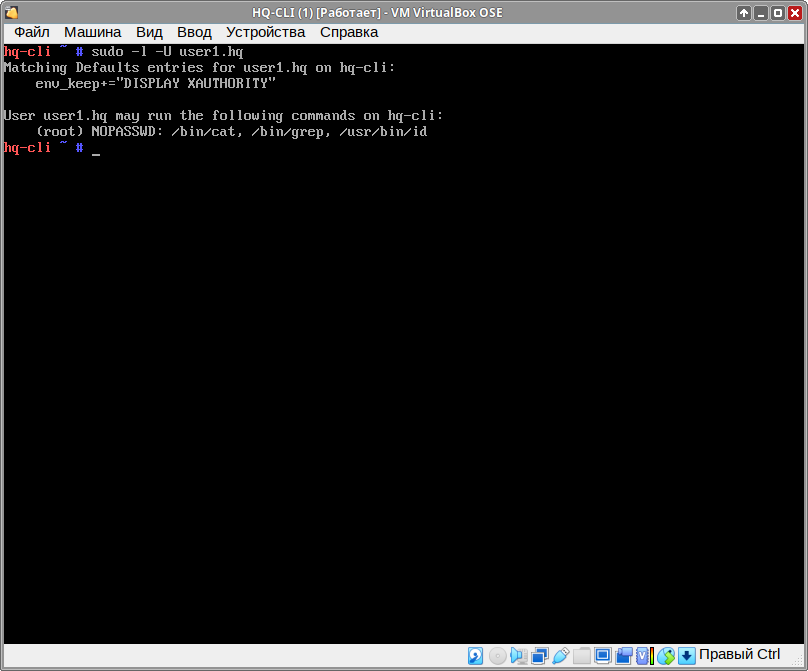 HQ-CLI (1) [Работает] - VM VirtualBox OSE
Файл Машина Вид Ввод Устройства Справка
hq-cli ~ # sudo -l -U user1.hq
Matching Defaults entries for user1.hq on hq-cli:
    env_keep+="DISPLAY XAUTHORITY"
User user1.hq may run the following commands on hq-cli:
    (root) NOPASSWD: /bin/cat, /bin/grep, /usr/bin/id
hq-cli ~ # _
Правый Ctrl